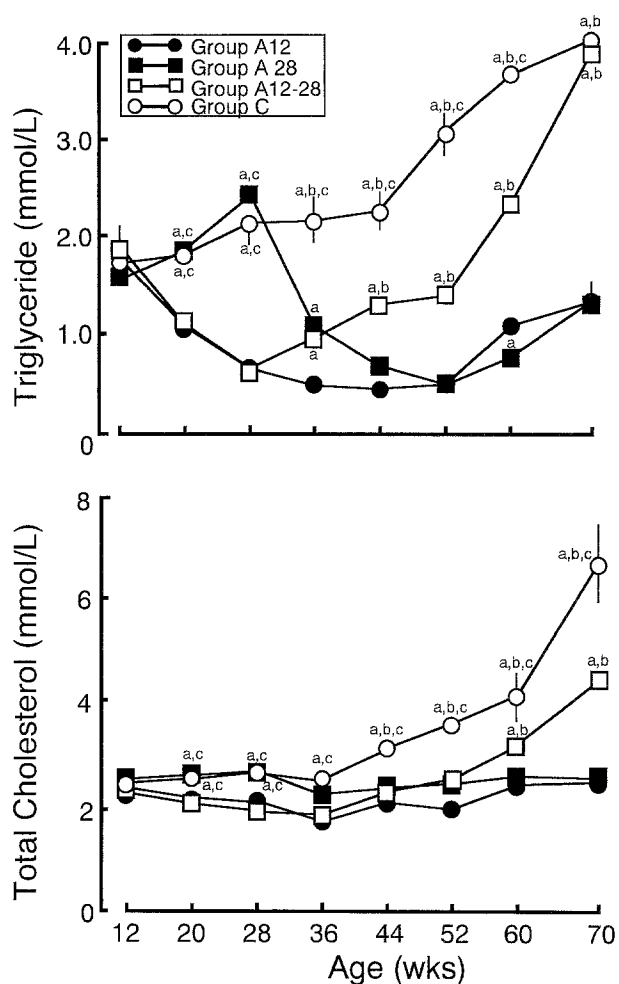 Group A12
Group A 28
Group A12-28
Group C
Triglyceride (mmol/L)
4.0
3.0
2.0
1.0
0
a,b
a,b
a,b,c
a,b,c
a,c
a,b,c
a,b,c
a,c
a,c
a,c
a,b
a,b
a,b
a
a
a
Total Cholesterol (mmol/L)
8
6
4
2
0
a,b,c
a,b
a,b,c
a,b,c
a,b,c
a,b
a,c
a,c
a,c
a,c
a,c
12 20 28 36 44 52 60 70
Age (wks)